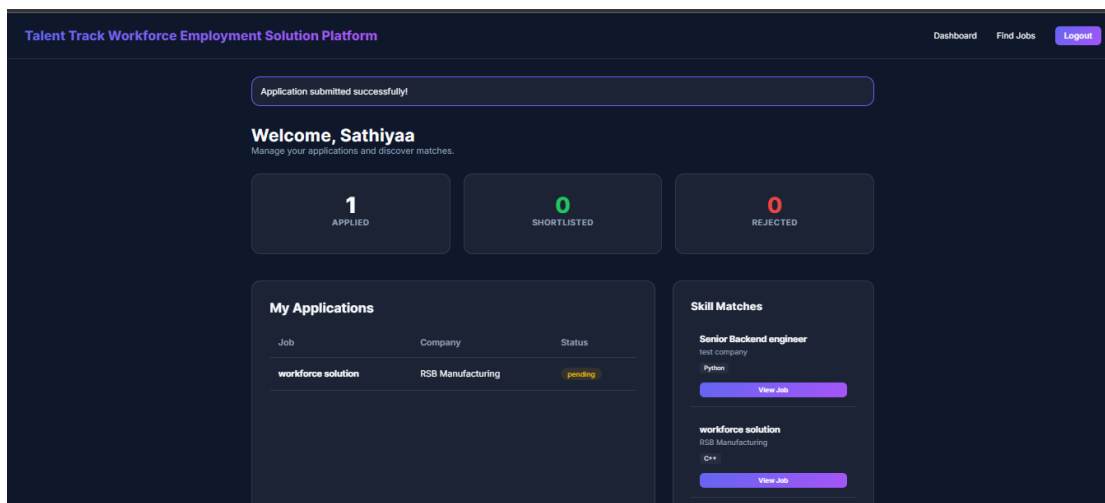 Talent Track Workforce Employment Solution Platform
Dashboard Find Jobs Logout
Application submitted successfully!
Welcome, Sathiyaa
Manage your applications and discover matches.
1 0 0
APPLIED SHORTLISTED REJECTED
My Applications
Job Company Status
workforce solution RSB Manufacturing pending
Skill Matches
Senior Backend engineer
test company
Python
View Job
workforce solution
RSB Manufacturing
C++
View Job